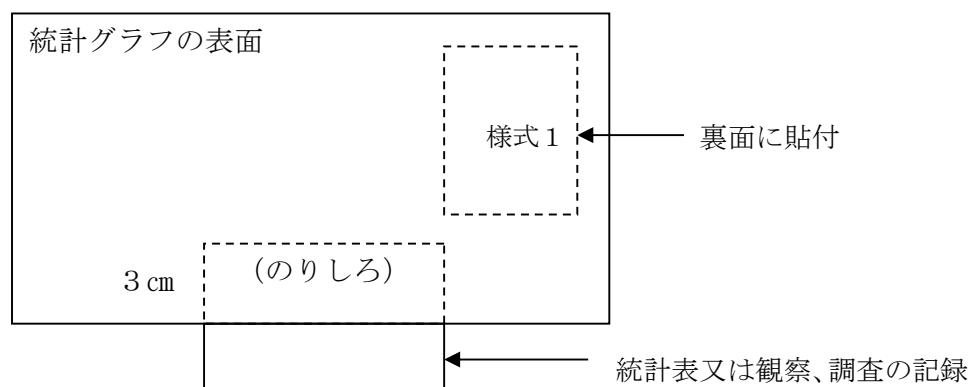 統計グラフの表面
様式１
裏面に貼付
３㎝
（のりしろ）
統計表又は観察、調査の記録